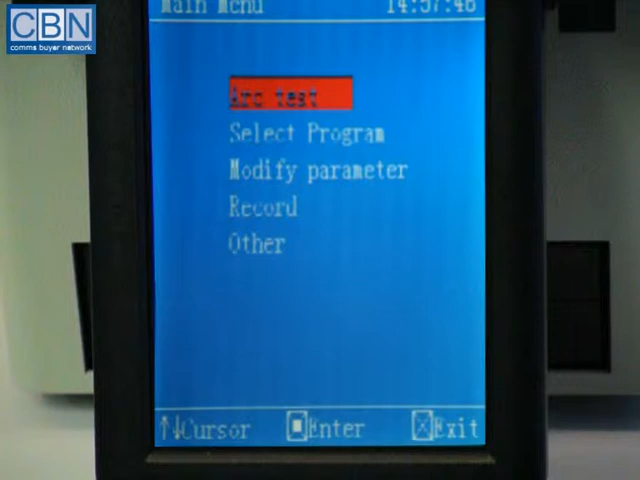 CBN
comms buyer network
Main Menu 14:57:46
Arc test
Select Program
Modify parameter
Record
Other
↑↓Cursor Enter Exit